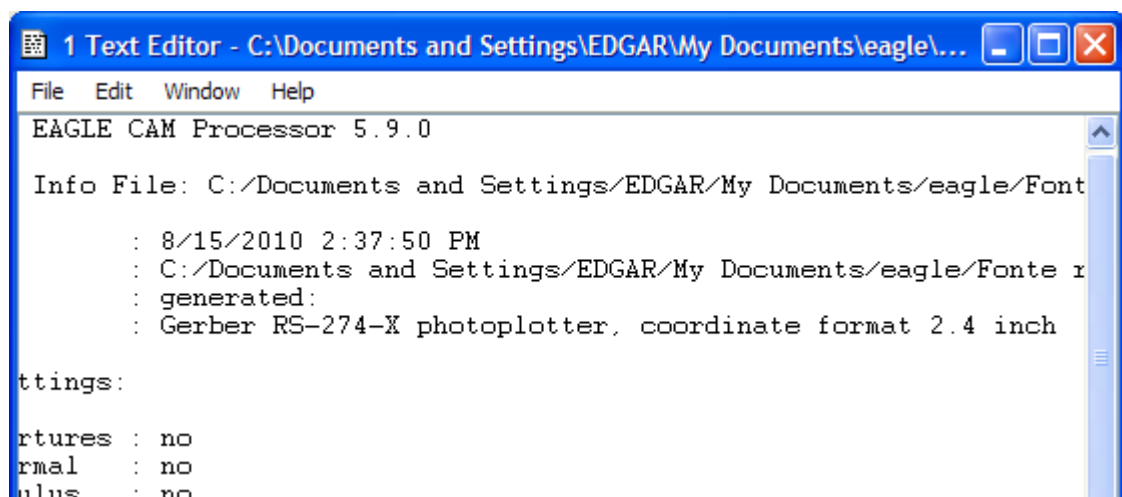 1 Text Editor - C:\Documents and Settings\EDGAR\My Documents\eagle\...
File Edit Window Help
EAGLE CAM Processor 5.9.0
Info File: C:/Documents and Settings/EDGAR/My Documents/eagle/Font
: 8/15/2010 2:37:50 PM
: C:/Documents and Settings/EDGAR/My Documents/eagle/Fonte r
: generated:
: Gerber RS-274-X photoplotter, coordinate format 2.4 inch
ttings:
rtures : no
rmal : no
ulus : no